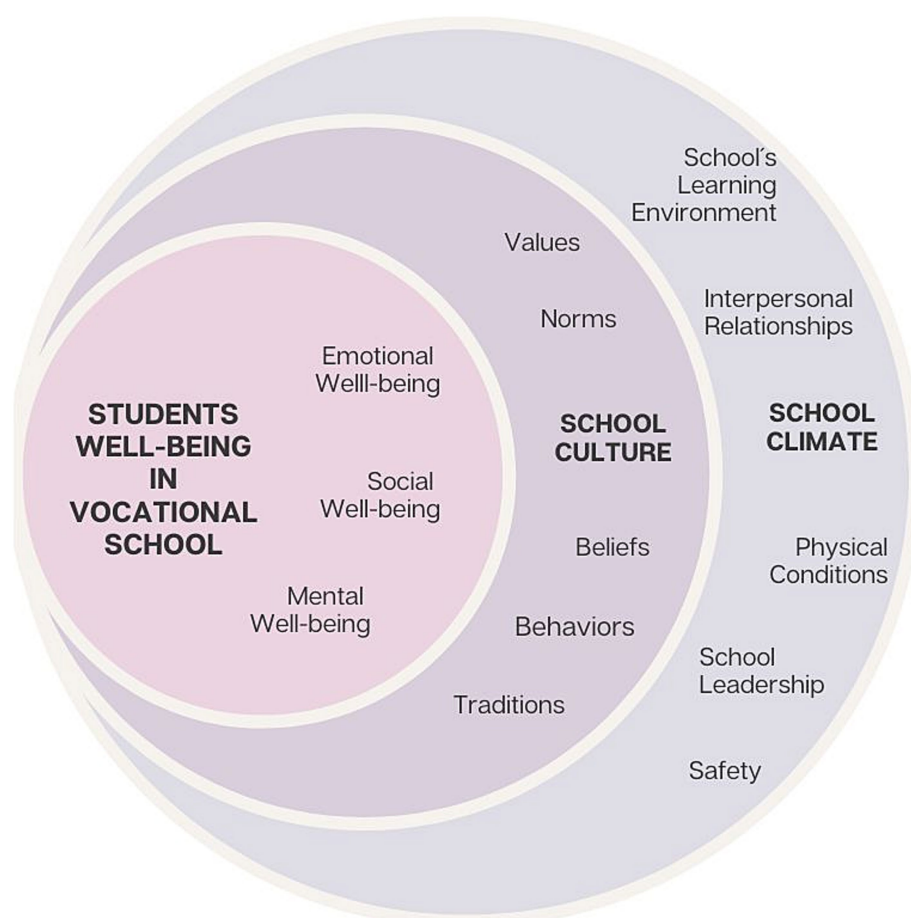 STUDENTS
WELL-BEING
IN
VOCATIONAL
SCHOOL
Emotional
Welll-being
Social
Well-being
Mental
Well-being
Values
Norms
SCHOOL
CULTURE
Beliefs
Behaviors
Traditions
School´s
Learning
Environment
Interpersonal
Relationships
SCHOOL
CLIMATE
Physical
Conditions
School
Leadership
Safety